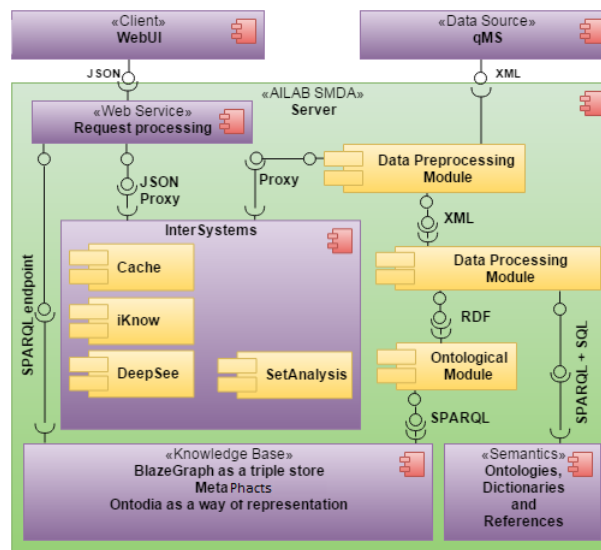 «Client»
WebUI
«Data Source»
qMS
JSON
XML
«AILAB SMDA»
Server
«Web Service»
Request processing
Data Preprocessing
Module
Proxy
JSON
Proxy
XML
InterSystems
Cache
iKnow
DeepSee
SetAnalysis
Data Processing
Module
RDF
Ontological
Module
SPARQL endpoint
SPARQL
SPARQL + SQL
«Knowledge Base»
BlazeGraph as a triple store
MetaPhacts
Ontodia as a way of representation
«Semantics»
Ontologies,
Dictionaries
and
References